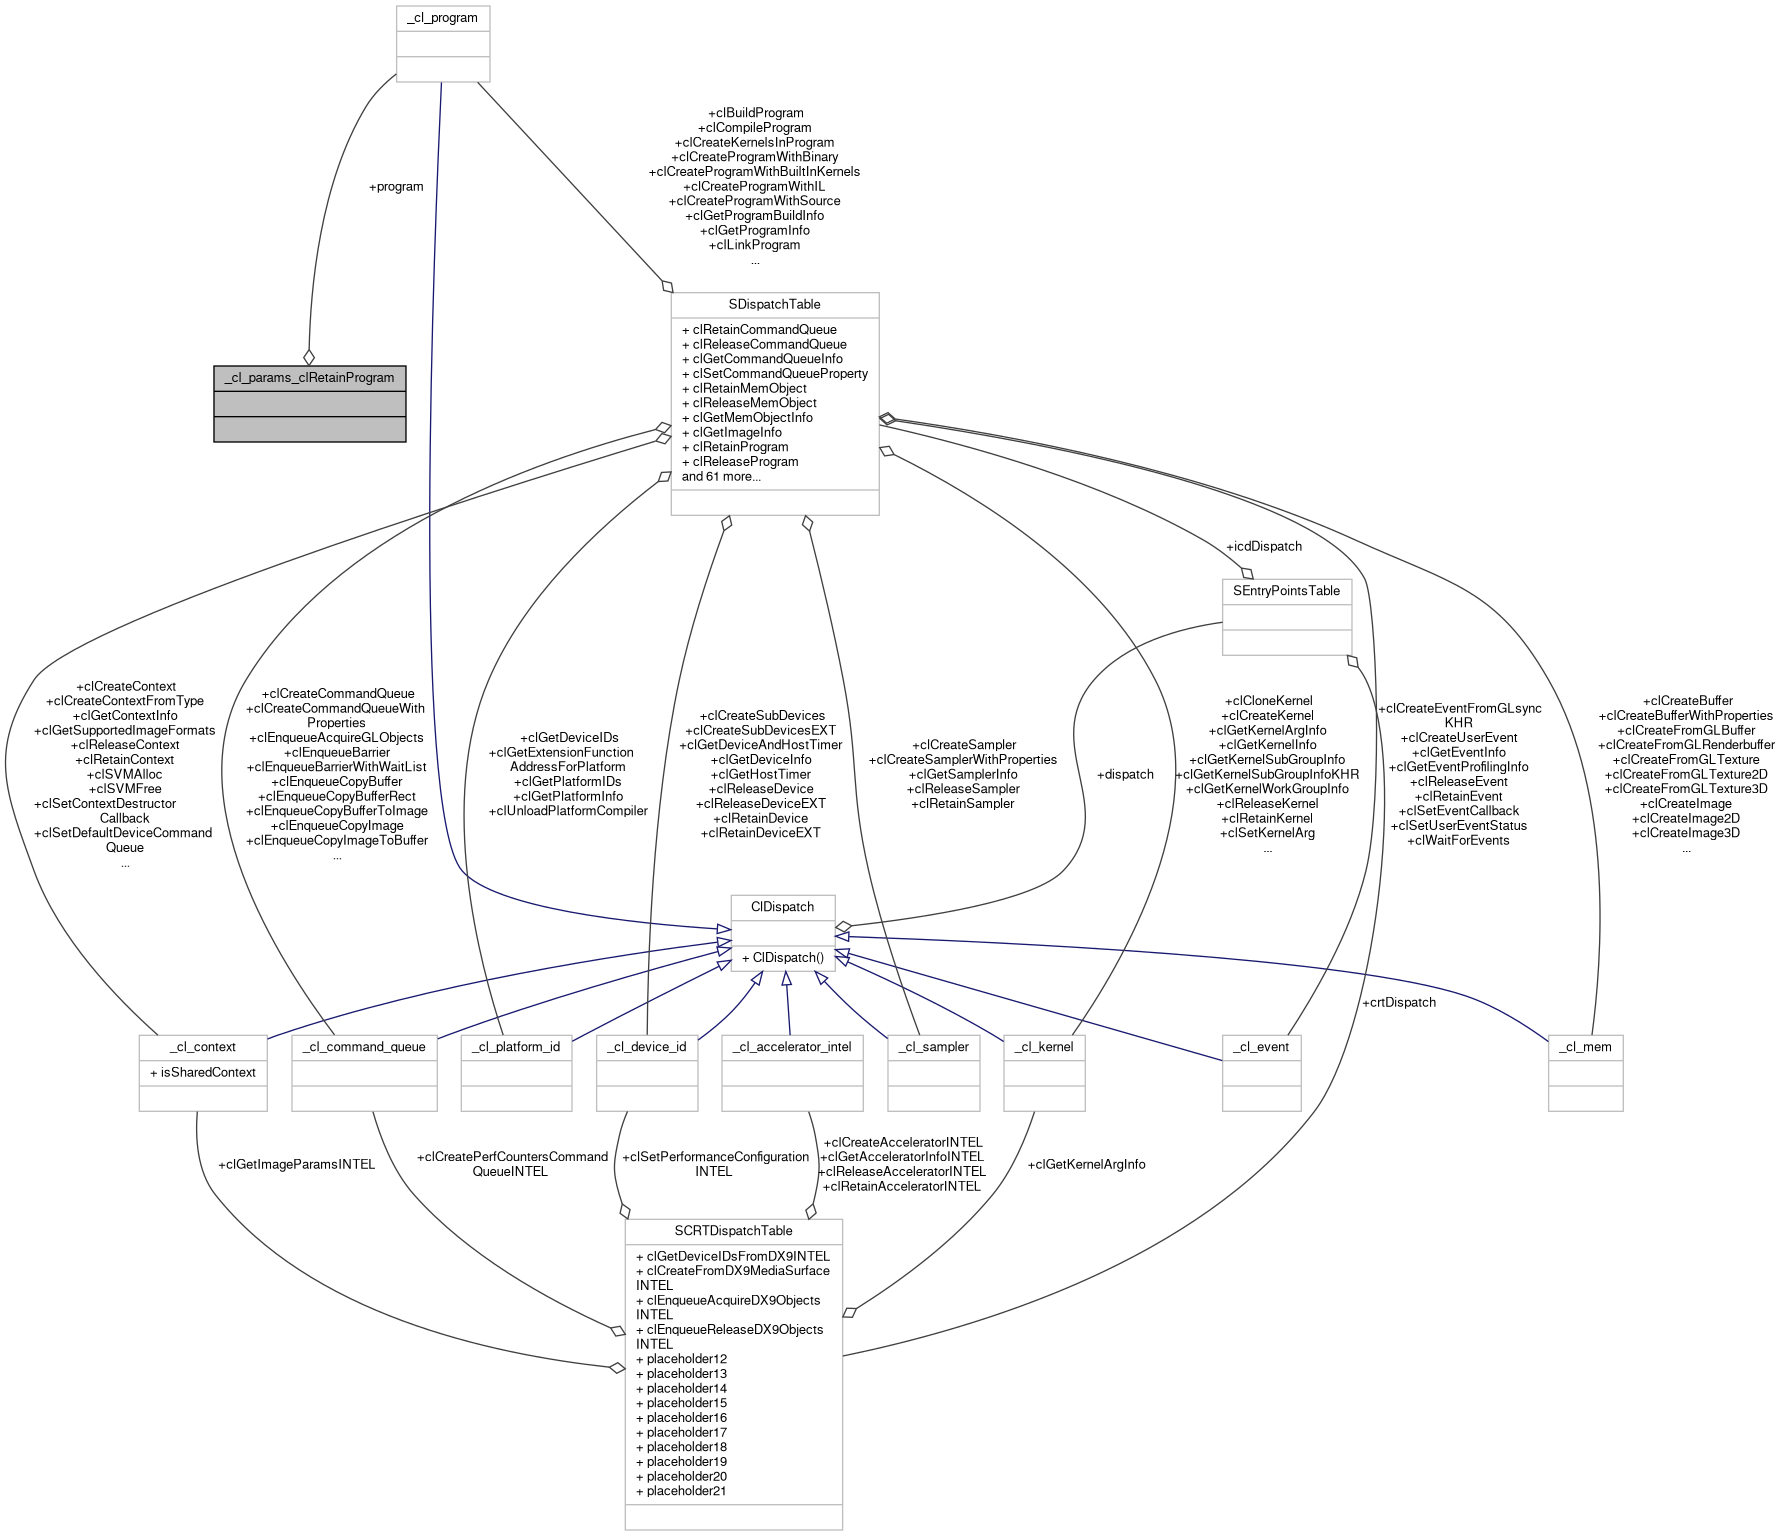 _cl_program
+clBuildProgram
+clCompileProgram
+clCreateKernelsInProgram
+clCreateProgramWithBinary
+clCreateProgramWithBuiltInKernels
+clCreateProgramWithIL
+clCreateProgramWithSource
+clGetProgramBuildInfo
+clGetProgramInfo
+clLinkProgram
...
+program
SDispatchTable
+ clRetainCommandQueue
+ clReleaseCommandQueue
+ clGetCommandQueueInfo
+ clSetCommandQueueProperty
+ clRetainMemObject
+ clReleaseMemObject
+ clGetMemObjectInfo
+ clGetImageInfo
+ clRetainProgram
+ clReleaseProgram
and 61 more...
_cl_params_clRetainProgram
+icdDispatch
SEntryPointsTable
+clCreateContext
+clCreateContextFromType
+clGetContextInfo
+clGetSupportedImageFormats
+clReleaseContext
+clRetainContext
+clSVMAlloc
+clSVMFree
+clSetContextDestructor
Callback
+clSetDefaultDeviceCommand
Queue
...
+clCreateCommandQueue
+clCreateCommandQueueWith
Properties
+clEnqueueAcquireGLObjects
+clEnqueueBarrier
+clEnqueueBarrierWithWaitList
+clEnqueueCopyBuffer
+clEnqueueCopyBufferRect
+clEnqueueCopyBufferToImage
+clEnqueueCopyImage
+clEnqueueCopyImageToBuffer
...
+clGetDeviceIDs
+clGetExtensionFunction
AddressForPlatform
+clGetPlatformIDs
+clGetPlatformInfo
+clUnloadPlatformCompiler
+clCreateSubDevices
+clCreateSubDevicesEXT
+clGetDeviceAndHostTimer
+clGetDeviceInfo
+clGetHostTimer
+clReleaseDevice
+clReleaseDeviceEXT
+clRetainDevice
+clRetainDeviceEXT
+clCreateSampler
+clCreateSamplerWithProperties
+clGetSamplerInfo
+clReleaseSampler
+clRetainSampler
+dispatch
+clCloneKernel
+clCreateKernel
+clGetKernelArgInfo
+clGetKernelInfo
+clGetKernelSubGroupInfo
+clGetKernelSubGroupInfoKHR
+clGetKernelWorkGroupInfo
+clReleaseKernel
+clRetainKernel
+clSetKernelArg
...
+clCreateEventFromGLsync
KHR
+clCreateUserEvent
+clGetEventInfo
+clGetEventProfilingInfo
+clReleaseEvent
+clRetainEvent
+clSetEventCallback
+clSetUserEventStatus
+clWaitForEvents
+clCreateBuffer
+clCreateBufferWithProperties
+clCreateFromGLBuffer
+clCreateFromGLRenderbuffer
+clCreateFromGLTexture
+clCreateFromGLTexture2D
+clCreateFromGLTexture3D
+clCreateImage
+clCreateImage2D
+clCreateImage3D
...
ClDispatch
+ ClDispatch()
+crtDispatch
_cl_context
+ isSharedContext
_cl_command_queue
_cl_platform_id
_cl_device_id
_cl_accelerator_intel
_cl_sampler
_cl_kernel
_cl_event
_cl_mem
+clGetImageParamsINTEL
+clCreatePerfCountersCommand
QueueINTEL
+clSetPerformanceConfiguration
INTEL
+clCreateAcceleratorINTEL
+clGetAcceleratorInfoINTEL
+clReleaseAcceleratorINTEL
+clRetainAcceleratorINTEL
+clGetKernelArgInfo
SCRTDispatchTable
+ clGetDeviceIDsFromDX9INTEL
+ clCreateFromDX9MediaSurface
INTEL
+ clEnqueueAcquireDX9Objects
INTEL
+ clEnqueueReleaseDX9Objects
INTEL
+ placeholder12
+ placeholder13
+ placeholder14
+ placeholder15
+ placeholder16
+ placeholder17
+ placeholder18
+ placeholder19
+ placeholder20
+ placeholder21